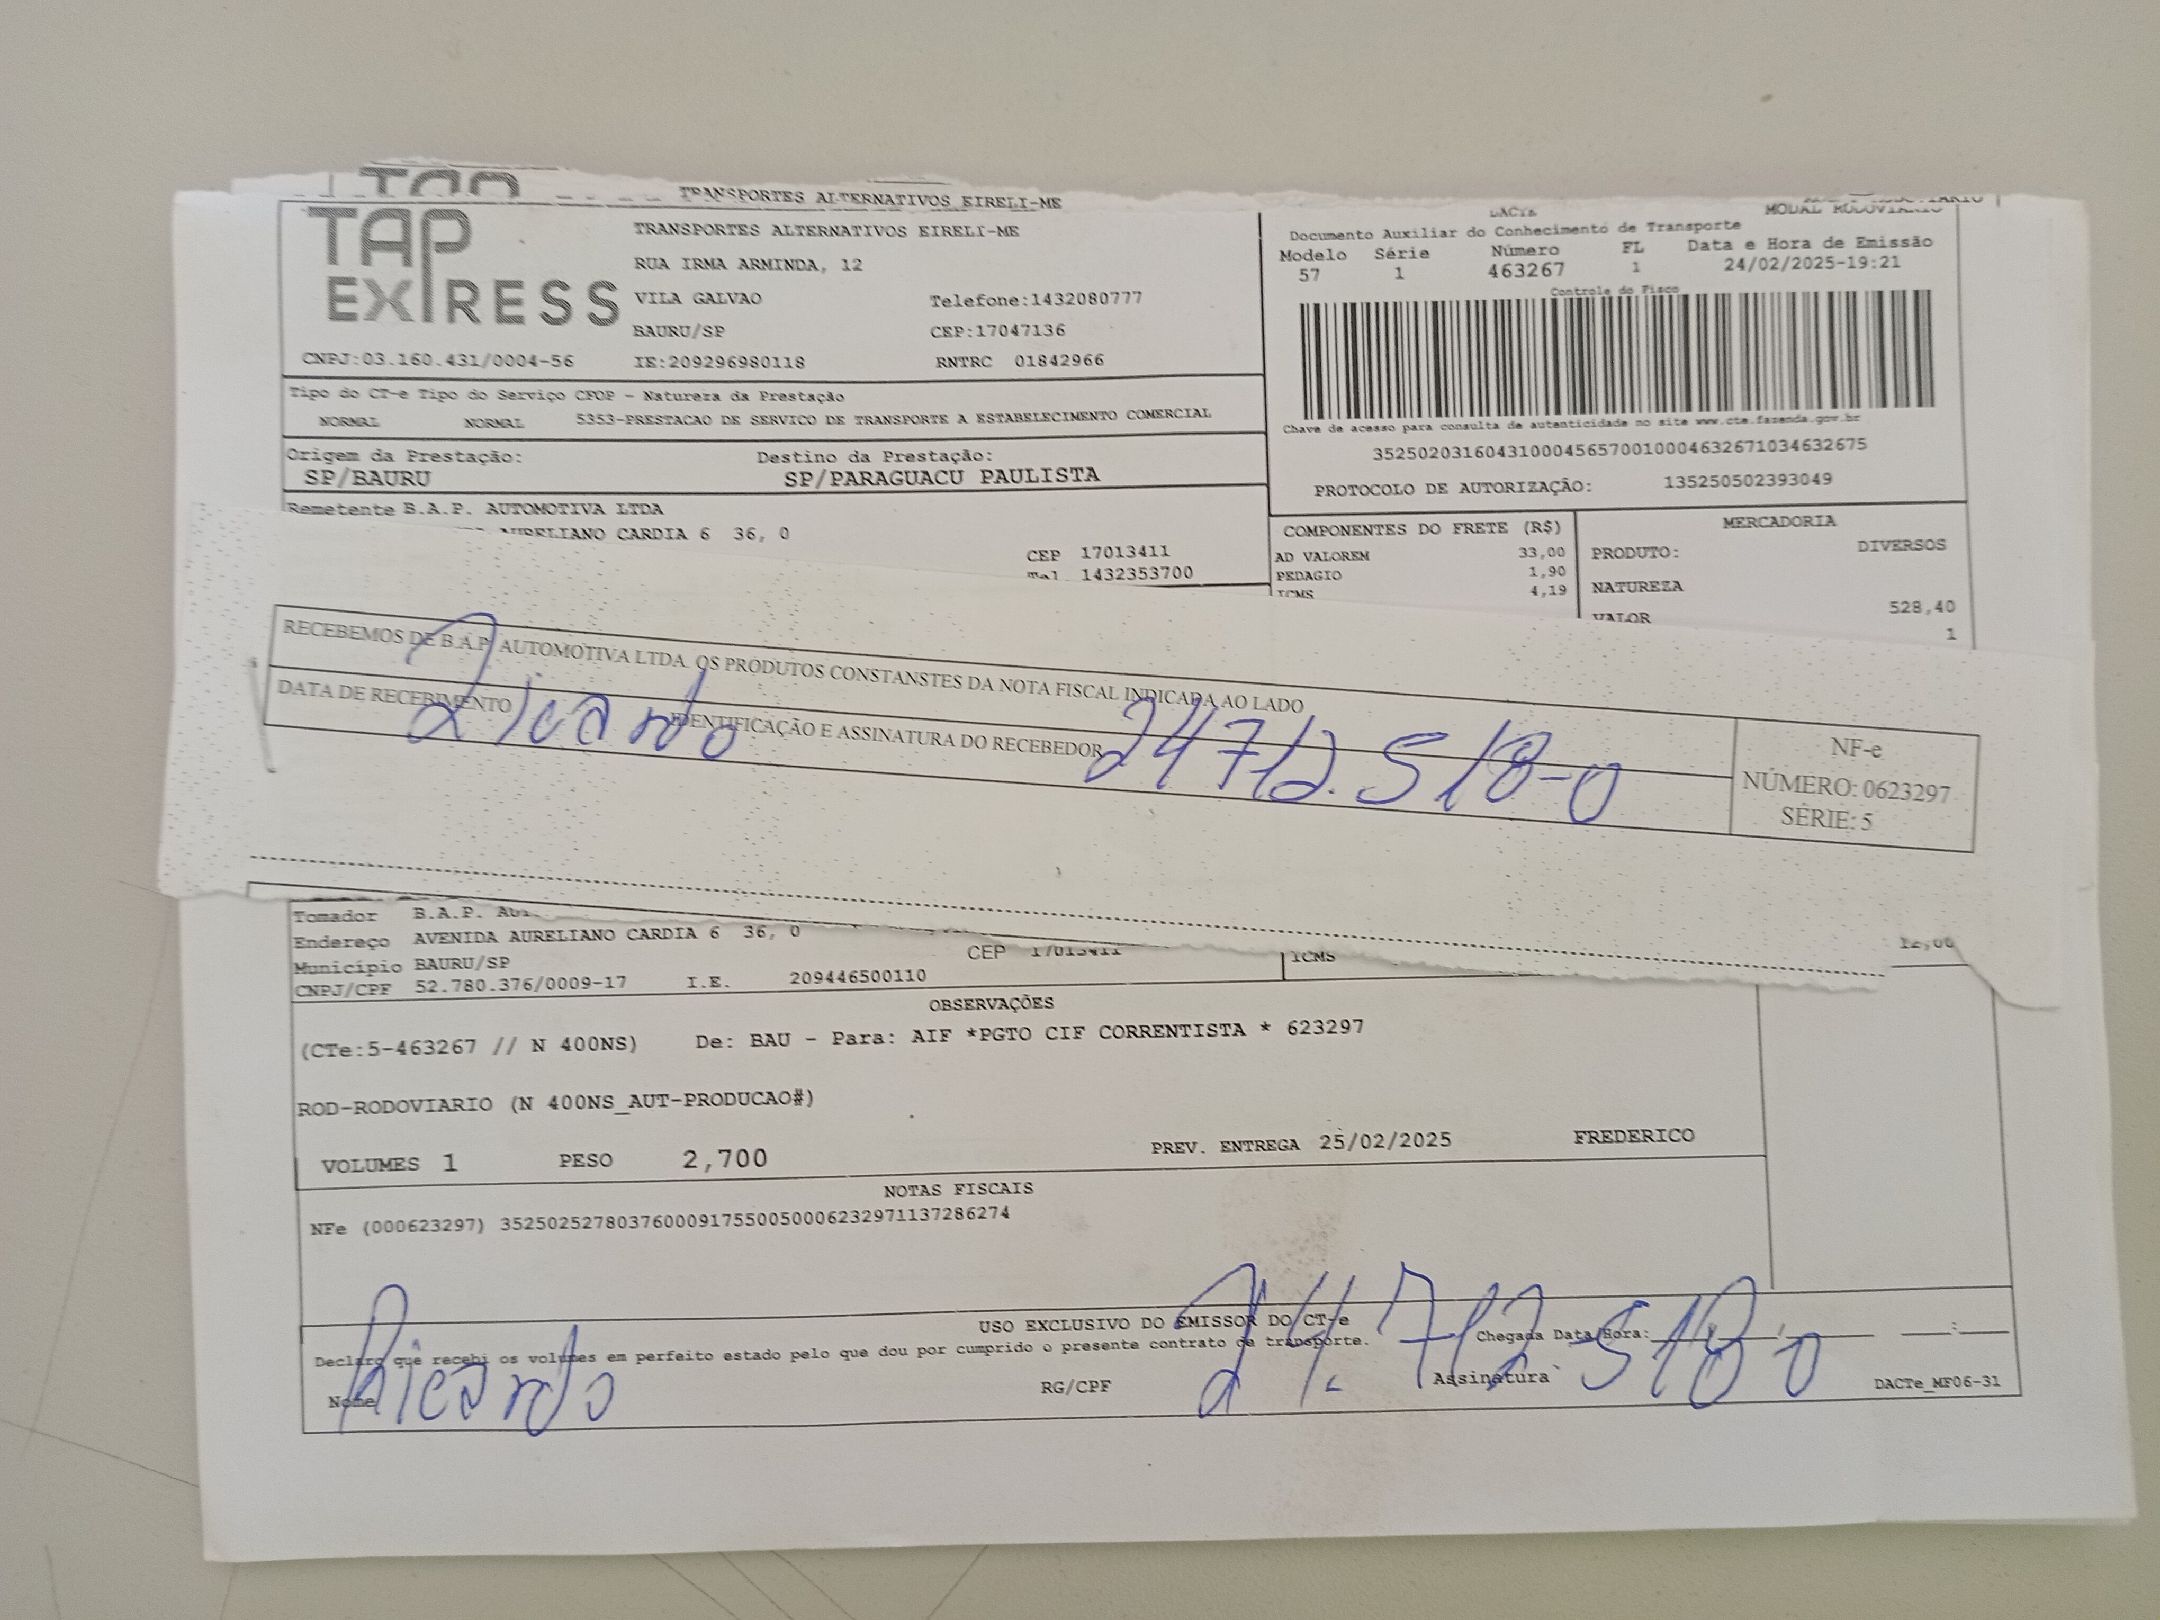 TRANSPORTES ALTERNATIVOS EIRELI-ME
TAP EXPRESS
TRANSPORTES ALTERNATIVOS EIRELI-ME
RUA IRMA ARMINDA, 12
VILA GALVAO Telefone:1432080777
BAURU/SP CEP:17047136
CNPJ:03.160.431/0004-56 IE:209296980118 RNTRC 01842966
Tipo do CT-e Tipo do Serviço CFOP - Natureza da Prestação
NORMAL NORMAL 5353-PRESTACAO DE SERVICO DE TRANSPORTE A ESTABELECIMENTO COMERCIAL
Origem da Prestação: Destino da Prestação:
SP/BAURU SP/PARAGUACU PAULISTA
Remetente B.A.P. AUTOMOTIVA LTDA
AURELIANO CARDIA 6 36, 0
CEP 17013411
Tel. 1432353700
MODAL RODOVIARIO
Documento Auxiliar do Conhecimento de Transporte
Modelo Série Número FL Data e Hora de Emissão
57 1 463267 1 24/02/2025-19:21
Controle do Fisco
Chave de acesso para consulta de autenticidade no site www.cte.fazenda.gov.br
35250203160431000456570010004632671034632675
PROTOCOLO DE AUTORIZAÇÃO: 135250502393049
COMPONENTES DO FRETE (R$)
AD VALOREM 33,00
PEDAGIO 1,90
ICMS 4,19
MERCADORIA
PRODUTO: DIVERSOS
NATUREZA
VALOR 528,40
1
RECEBEMOS DE B.A.P. AUTOMOTIVA LTDA. OS PRODUTOS CONSTANSTES DA NOTA FISCAL INDICADA AO LADO
DATA DE RECEBIMENTO IDENTIFICAÇÃO E ASSINATURA DO RECEBEDOR
Ricardo 24712.518-0
NF-e
NÚMERO: 0623297
SÉRIE: 5
Tomador B.A.P.
Endereço AVENIDA AURELIANO CARDIA 6 36, 0
Município BAURU/SP CEP 17013411
CNPJ/CPF 52.780.376/0009-17 I.E. 209446500110
ICMS
12,00
OBSERVAÇÕES
(CTe:5-463267 // N 400NS) De: BAU - Para: AIF *PGTO CIF CORRENTISTA * 623297
ROD-RODOVIARIO (N 400NS_AUT-PRODUCAO#)
VOLUMES 1 PESO 2,700 PREV. ENTREGA 25/02/2025 FREDERICO
NOTAS FISCAIS
NFe (000623297) 35250252780376000917550050006232971137286274
USO EXCLUSIVO DO EMISSOR DO CT-e
Declaro que recebi os volumes em perfeito estado pelo que dou por cumprido o presente contrato de transporte. Chegada Data/Hora:
Nome RG/CPF Assinatura DACTe_MF06-31
Ricardo 24.712518-0